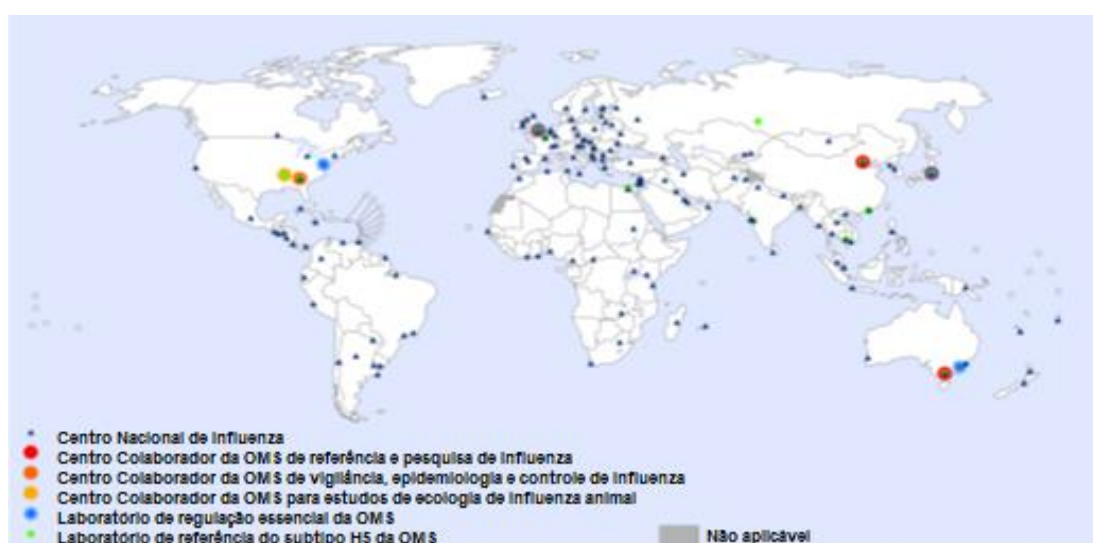 Centro Nacional de Influenza
Centro Colaborador da OMS de referência e pesquisa de Influenza
Centro Colaborador da OMS de vigilância, epidemiologia e controle de Influenza
Centro Colaborador da OMS para estudos de ecologia de Influenza animal
Laboratório de regulação essencial da OMS
Laboratório de referência do subtipo H5 da OMS
Não aplicável